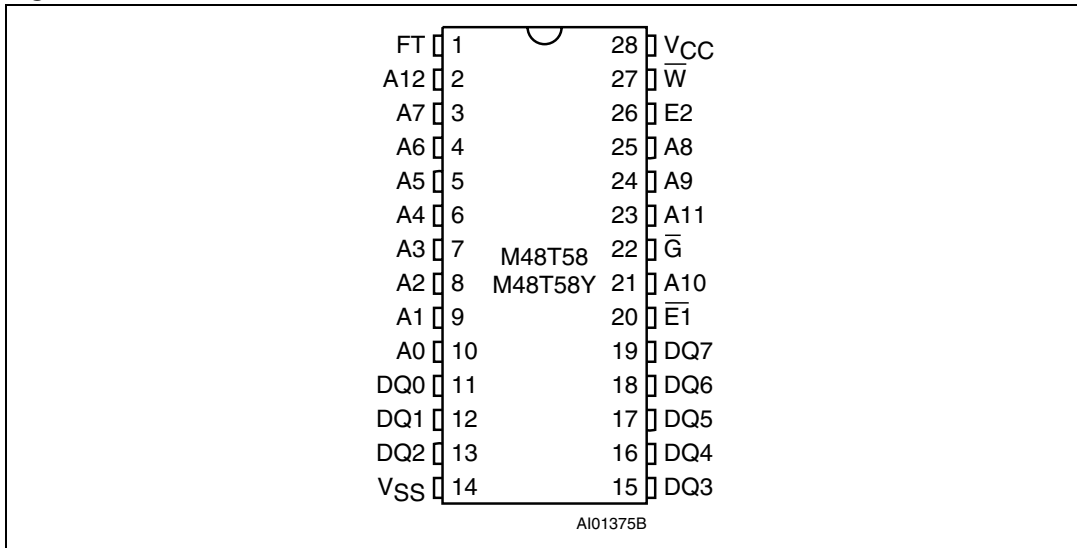 FT 1 28 VCC
A12 2 27 W̅
A7 3 26 E2
A6 4 25 A8
A5 5 24 A9
A4 6 23 A11
A3 7 22 G̅
M48T58
A2 8 M48T58Y 21 A10
A1 9 20 E̅1̅
A0 10 19 DQ7
DQ0 11 18 DQ6
DQ1 12 17 DQ5
DQ2 13 16 DQ4
VSS 14 15 DQ3
AI01375B